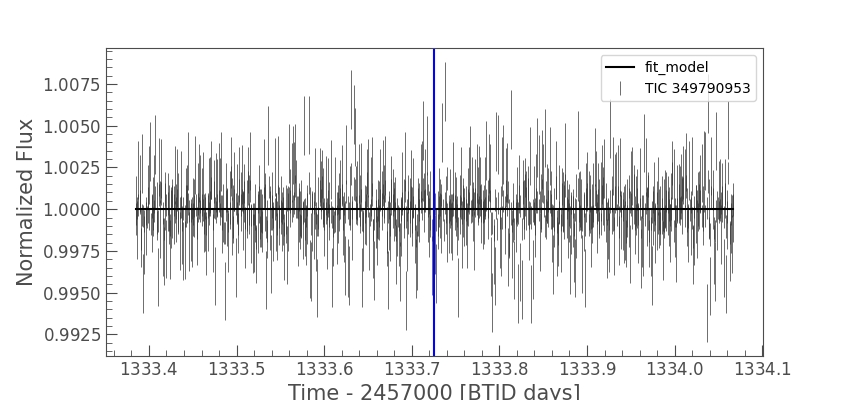 Normalized Flux
1.0075
1.0050
1.0025
1.0000
0.9975
0.9950
0.9925
fit_model
TIC 349790953
1333.4 1333.5 1333.6 1333.7 1333.8 1333.9 1334.0 1334.1
Time - 2457000 [BTJD days]